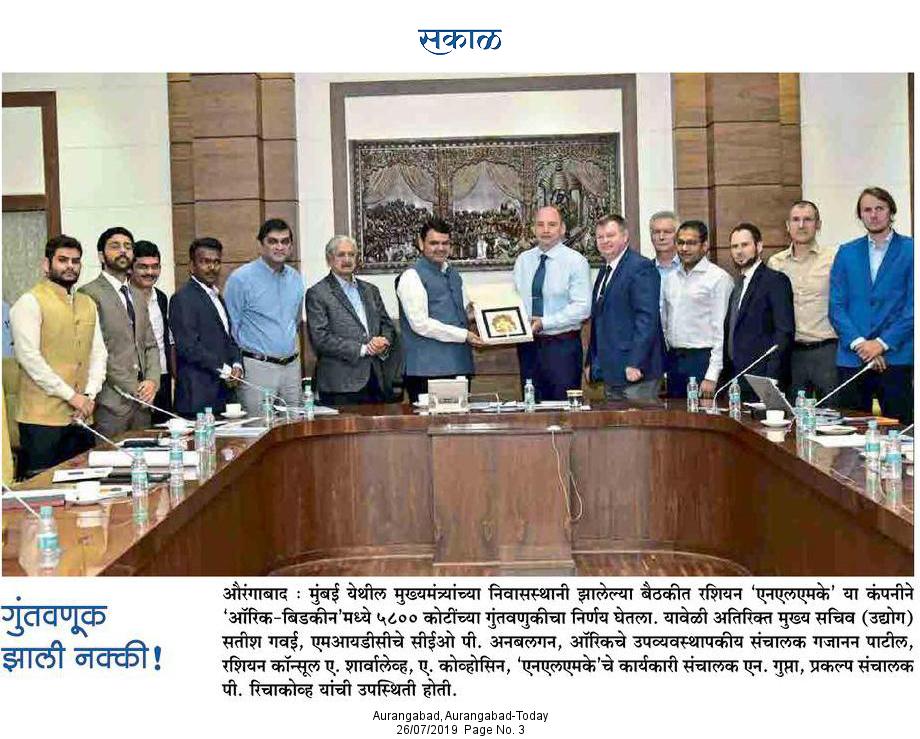 सकाळ
गुंतवणूक
झाली नक्की!
औरंगाबाद : मुंबई येथील मुख्यमंत्र्यांच्या निवासस्थानी झालेल्या बैठकीत रशियन ‘एनएलएमके’ या कंपनीने
‘ऑरिक-बिडकीन’मध्ये ५८०० कोटींच्या गुंतवणुकीचा निर्णय घेतला. यावेळी अतिरिक्त मुख्य सचिव (उद्योग)
सतीश गवई, एमआयडीसीचे सीईओ पी. अनबलगन, ऑरिकचे उपव्यवस्थापकीय संचालक गजानन पाटील,
रशियन कॉन्सूल ए. शार्वालेव्ह, ए. कोव्होसिन, ‘एनएलएमके’चे कार्यकारी संचालक एन. गुप्ता, प्रकल्प संचालक
पी. रिचाकोव्ह यांची उपस्थिती होती.
Aurangabad,Aurangabad-Today
26/07/2019 Page No. 3